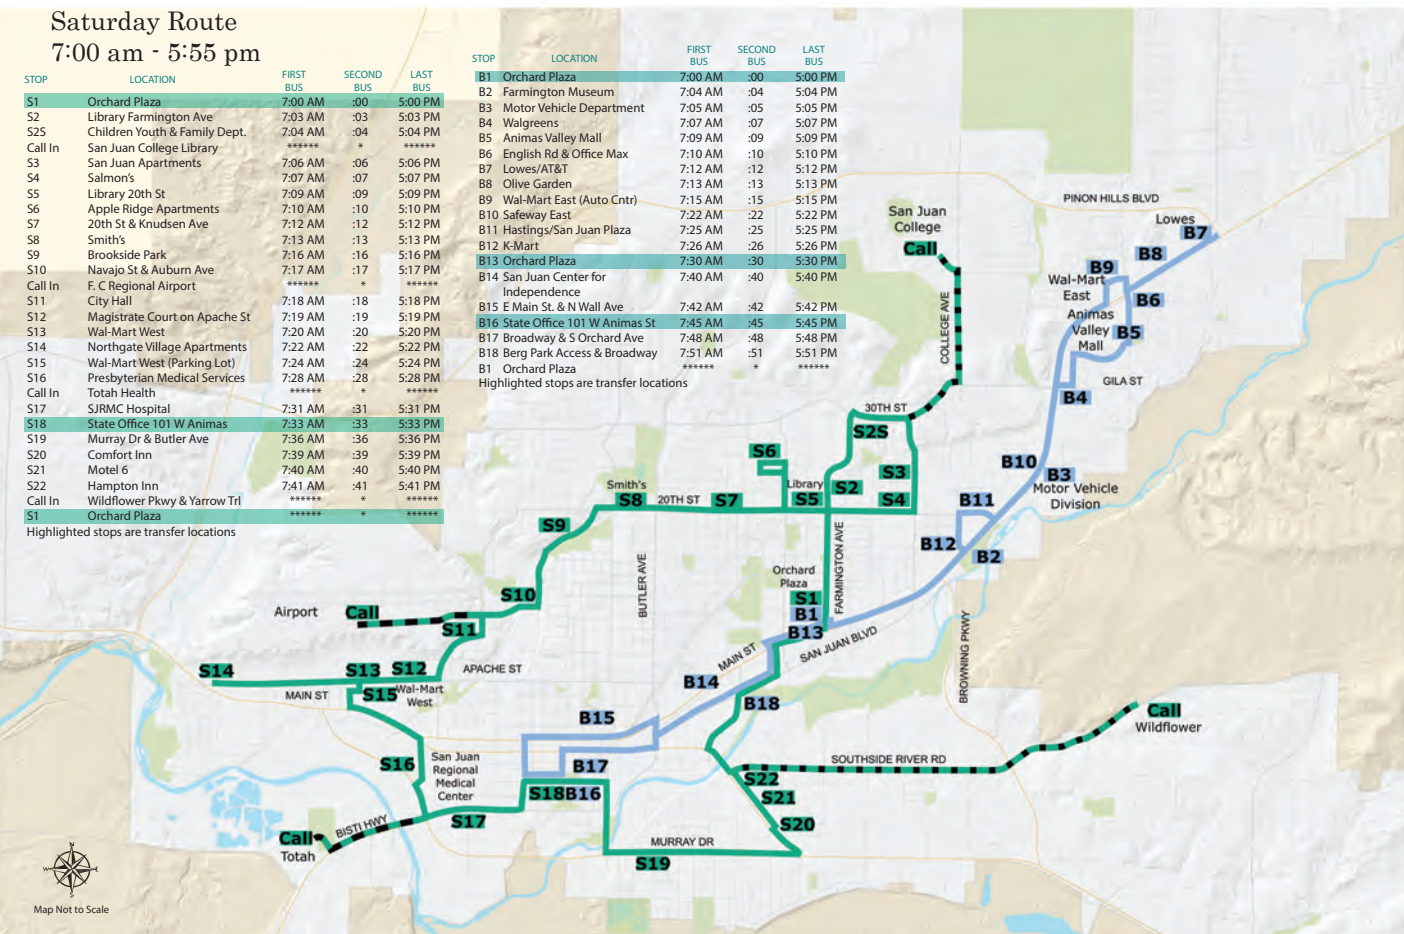 Saturday Route
7:00 am - 5:55 pm
STOP LOCATION FIRST BUS SECOND BUS LAST BUS
S1 Orchard Plaza 7:00 AM :00 5:00 PM
S2 Library Farmington Ave 7:03 AM :03 5:03 PM
S2S Children Youth & Family Dept. 7:04 AM :04 5:04 PM
Call In San Juan College Library ****** * ******
S3 San Juan Apartments 7:06 AM :06 5:06 PM
S4 Salmon's 7:07 AM :07 5:07 PM
S5 Library 20th St 7:09 AM :09 5:09 PM
S6 Apple Ridge Apartments 7:10 AM :10 5:10 PM
S7 20th St & Knudsen Ave 7:12 AM :12 5:12 PM
S8 Smith's 7:13 AM :13 5:13 PM
S9 Brookside Park 7:16 AM :16 5:16 PM
S10 Navajo St & Auburn Ave 7:17 AM :17 5:17 PM
Call In F. C Regional Airport ****** * ******
S11 City Hall 7:18 AM :18 5:18 PM
S12 Magistrate Court on Apache St 7:19 AM :19 5:19 PM
S13 Wal-Mart West 7:20 AM :20 5:20 PM
S14 Northgate Village Apartments 7:22 AM :22 5:22 PM
S15 Wal-Mart West (Parking Lot) 7:24 AM :24 5:24 PM
S16 Presbyterian Medical Services 7:28 AM :28 5:28 PM
Call In Totah Health ****** * ******
S17 SJRMC Hospital 7:31 AM :31 5:31 PM
S18 State Office 101 W Animas 7:33 AM :33 5:33 PM
S19 Murray Dr & Butler Ave 7:36 AM :36 5:36 PM
S20 Comfort Inn 7:39 AM :39 5:39 PM
S21 Motel 6 7:40 AM :40 5:40 PM
S22 Hampton Inn 7:41 AM :41 5:41 PM
Call In Wildflower Pkwy & Yarrow Trl ****** * ******
S1 Orchard Plaza ****** * ******
Highlighted stops are transfer locations
STOP LOCATION FIRST BUS SECOND BUS LAST BUS
B1 Orchard Plaza 7:00 AM :00 5:00 PM
B2 Farmington Museum 7:04 AM :04 5:04 PM
B3 Motor Vehicle Department 7:05 AM :05 5:05 PM
B4 Walgreens 7:07 AM :07 5:07 PM
B5 Animas Valley Mall 7:09 AM :09 5:09 PM
B6 English Rd & Office Max 7:10 AM :10 5:10 PM
B7 Lowes/AT&T 7:12 AM :12 5:12 PM
B8 Olive Garden 7:13 AM :13 5:13 PM
B9 Wal-Mart East (Auto Cntr) 7:15 AM :15 5:15 PM
B10 Safeway East 7:22 AM :22 5:22 PM
B11 Hastings/San Juan Plaza 7:25 AM :25 5:25 PM
B12 K-Mart 7:26 AM :26 5:26 PM
B13 Orchard Plaza 7:30 AM :30 5:30 PM
B14 San Juan Center for 7:40 AM :40 5:40 PM
Independence
B15 E Main St. & N Wall Ave 7:42 AM :42 5:42 PM
B16 State Office 101 W Animas St 7:45 AM :45 5:45 PM
B17 Broadway & S Orchard Ave 7:48 AM :48 5:48 PM
B18 Berg Park Access & Broadway 7:51 AM :51 5:51 PM
B1 Orchard Plaza ****** * ******
Highlighted stops are transfer locations
PINON HILLS BLVD
San Juan
College
Call
Lowes
B7
B8
B9
Wal-Mart
East
B6
Animas
Valley
Mall
B5
COLLEGE AVE
GILA ST
B4
30TH ST
S2S
S6
B10
B3
Motor Vehicle
Division
S3
Smith's
S8
20TH ST
S7
Library
S5
S2
S4
B11
S9
B12
B2
BUTLER AVE
FARMINGTON AVE
Orchard
Plaza
S1
B1
B13
S10
Airport
Call
S11
SAN JUAN BLVD
MAIN ST
BROWNING PKWY
S14
S13
S12
APACHE ST
MAIN ST
S15
Wal-Mart
West
B14
B18
B15
Call
Wildflower
S16
San Juan
Regional
Medical
Center
B17
SOUTHSIDE RIVER RD
S22
S18
B16
S21
S17
S20
BISTI HWY
Call
Totah
MURRAY DR
S19
N
W
E
S
Map Not to Scale